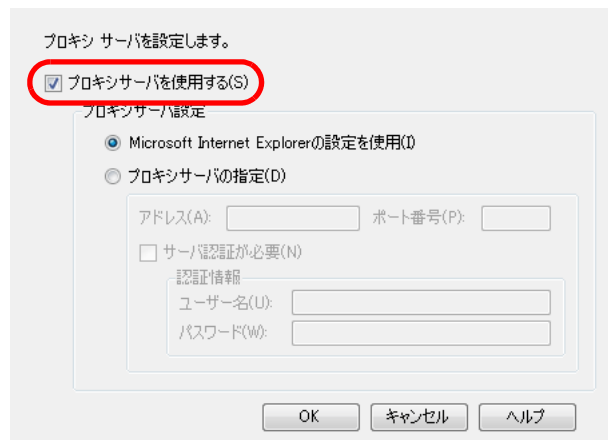 プロキシ サーバを設定します。
プロキシサーバを使用する(S)
プロキシサーバ設定
Microsoft Internet Explorerの設定を使用(I)
プロキシサーバの指定(D)
アドレス(A): ポート番号(P):
サーバ認証が必要(N)
認証情報
ユーザー名(U):
パスワード(W):
OK キャンセル ヘルプ